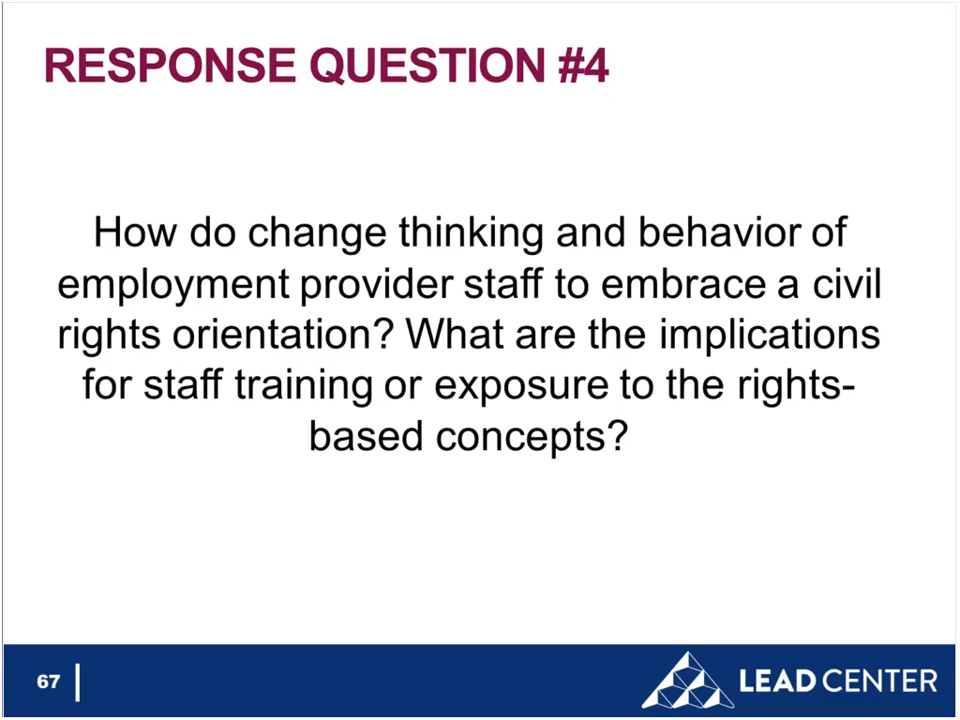 RESPONSE QUESTION #4
How do change thinking and behavior of
employment provider staff to embrace a civil
rights orientation? What are the implications
for staff training or exposure to the rights-
based concepts?
67
LEAD CENTER